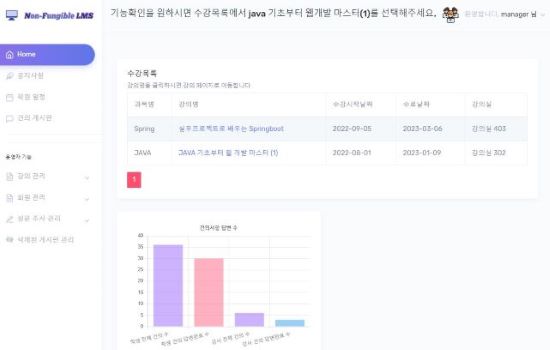 Non-Fungible LMS
기능확인을 원하시면 수강목록에서 java 기초부터 웹개발 마스터(1)를 선택해주세요.
환영합니다, manager 님
Home
공지사항
학원 일정
건의 게시판
운영자 기능
강의 관리
회원 관리
설문 조사 관리
삭제된 게시판 관리
수강목록
강의명을 클릭하시면 강의 페이지로 이동합니다
과목명 강의명 수강시작날짜 수료날짜 강의실
Spring 실무프로젝트로 배우는 Springboot 2022-09-05 2023-03-06 강의실 403
JAVA JAVA 기초부터 웹 개발 마스터 (1) 2022-08-01 2023-01-09 강의실 302
1
건의사항 답변 수
40
35
30
25
20
15
10
5
0
학생 전체 건의 수
학생 건의 답변완료 수
강사 전체 건의 수
강사 건의 답변완료 수